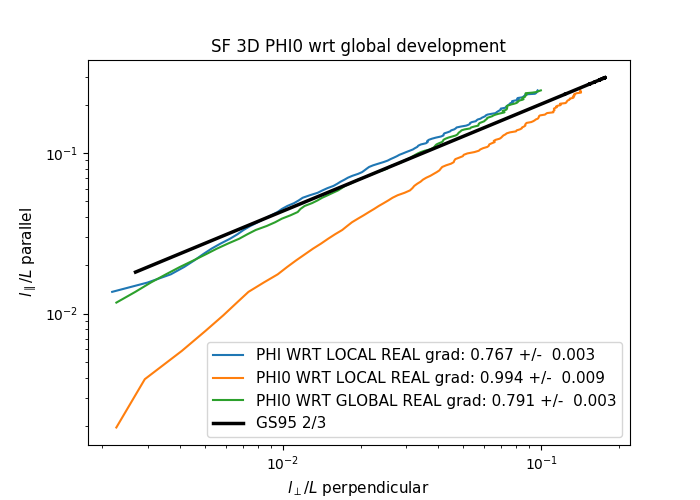 SF 3D PHI0 wrt global development
10⁻¹
10⁻²
l∥/L parallel
PHI WRT LOCAL REAL grad: 0.767 +/-  0.003
PHI0 WRT LOCAL REAL grad: 0.994 +/-  0.009
PHI0 WRT GLOBAL REAL grad: 0.791 +/-  0.003
GS95 2/3
10⁻² 10⁻¹
l⊥/L perpendicular